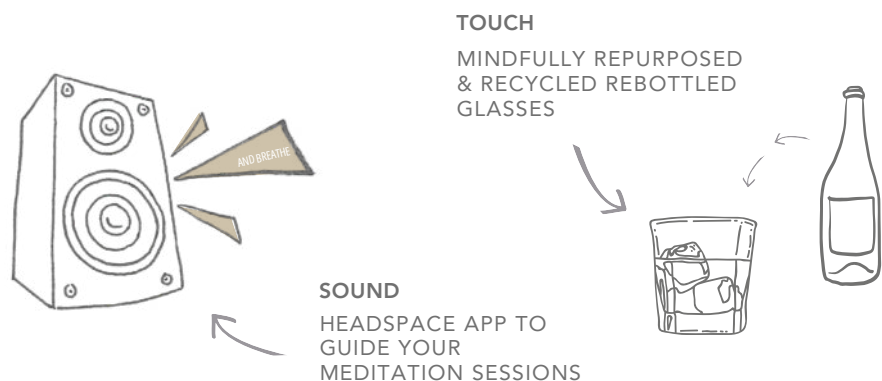 TOUCH
MINDFULLY REPURPOSED
& RECYCLED REBOTTLED
GLASSES
AND BREATHE
SOUND
HEADSPACE APP TO
GUIDE YOUR
MEDITATION SESSIONS